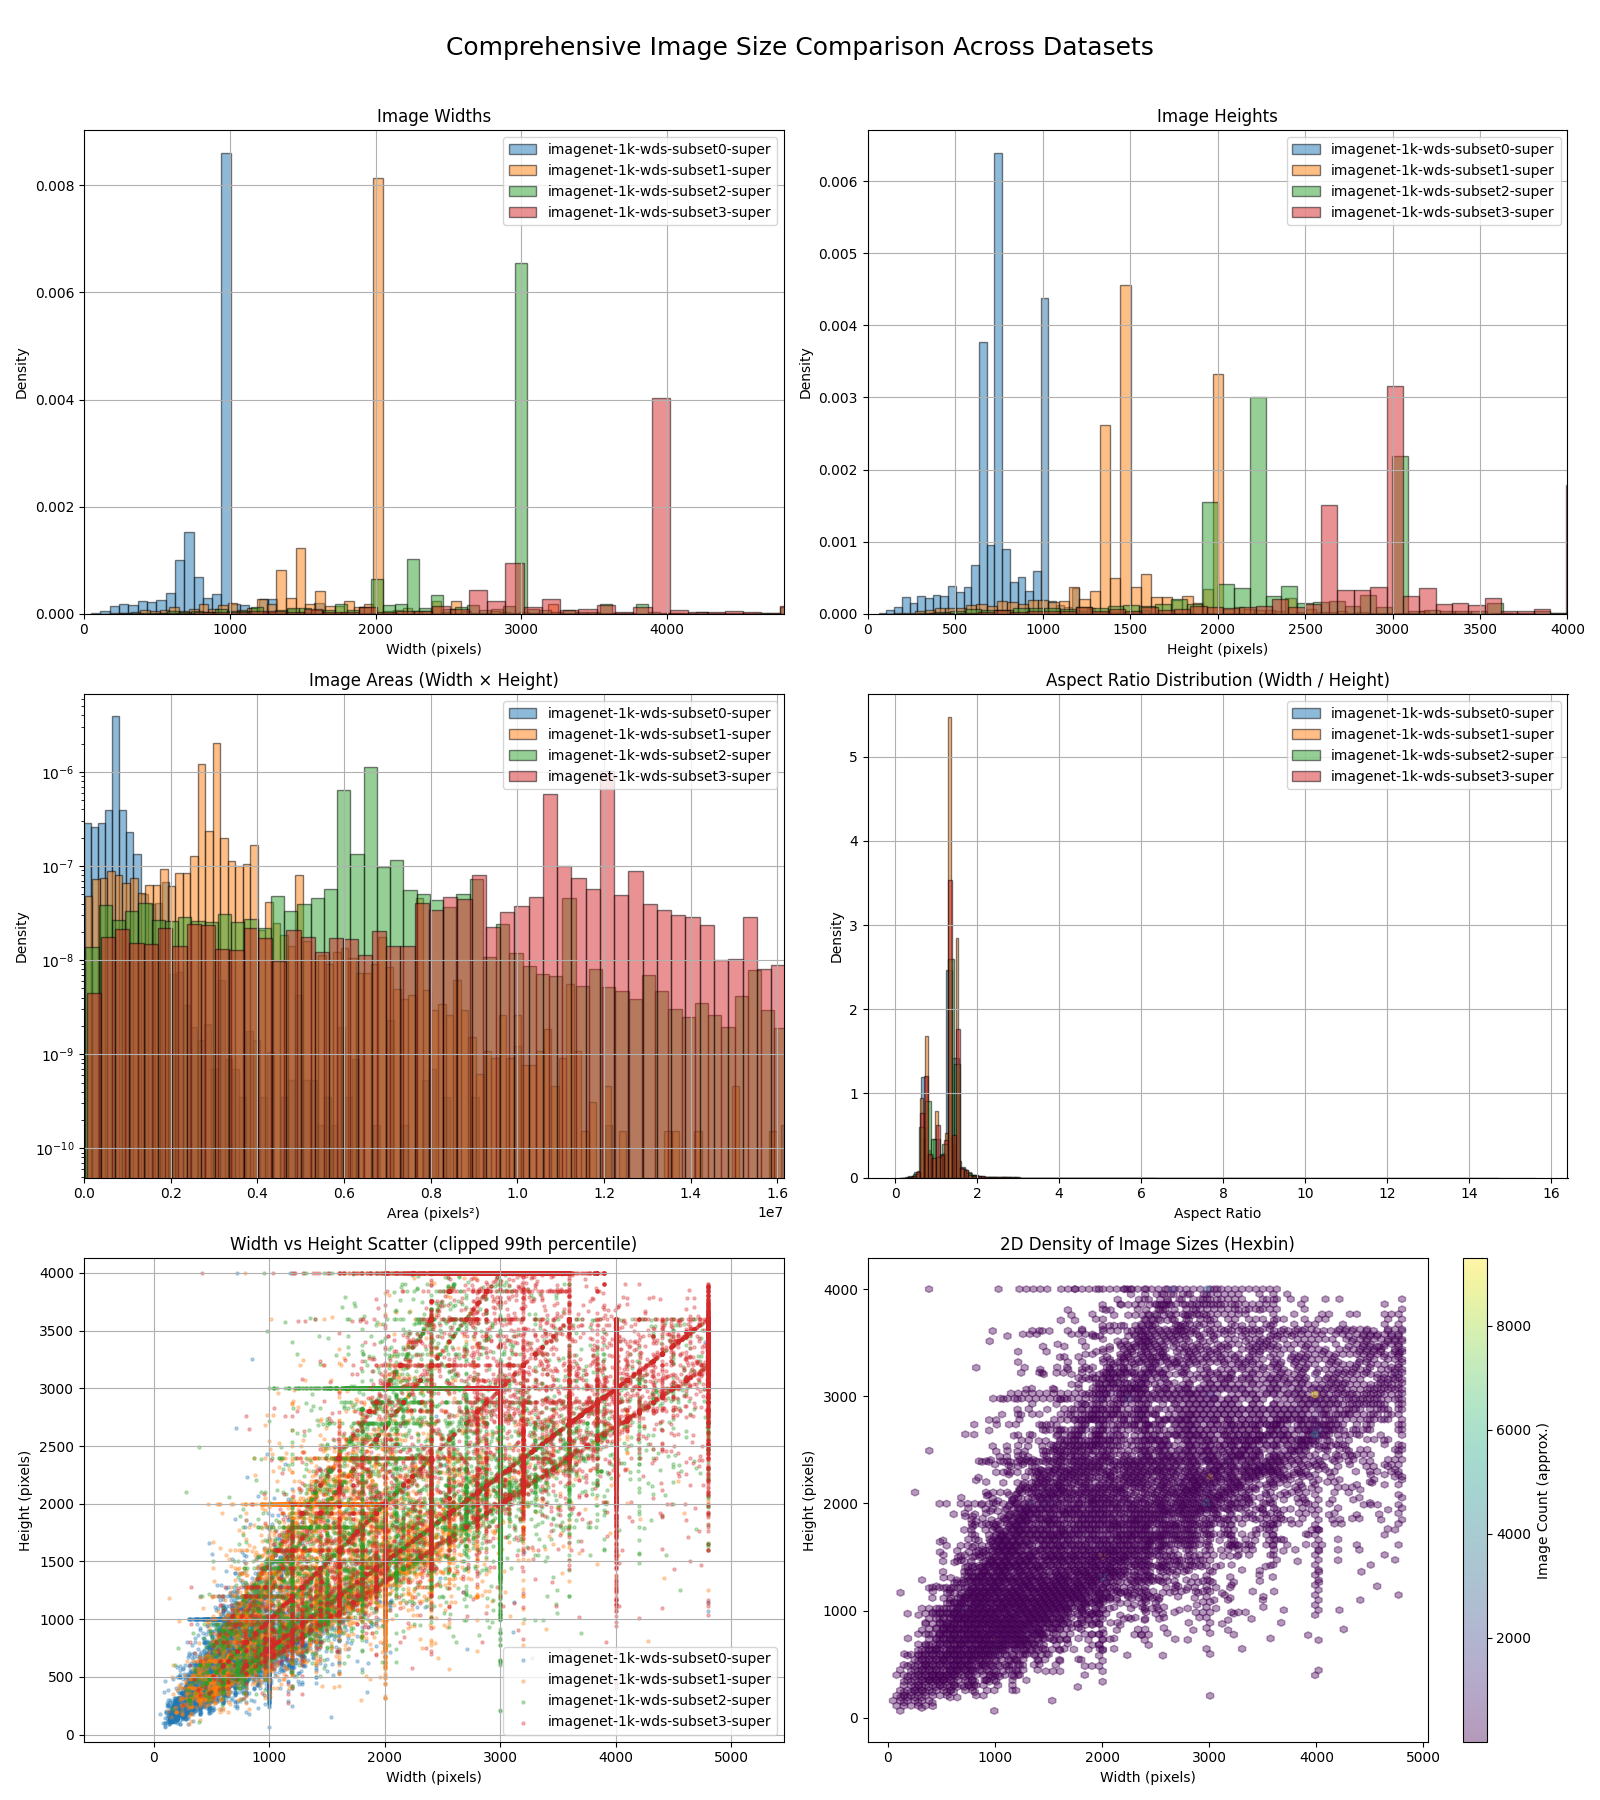 Comprehensive Image Size Comparison Across Datasets
Image Widths
imagenet-1k-wds-subset0-super
imagenet-1k-wds-subset1-super
imagenet-1k-wds-subset2-super
imagenet-1k-wds-subset3-super
Density
0.008
0.006
0.004
0.002
0.000
0 1000 2000 3000 4000
Width (pixels)
Image Heights
imagenet-1k-wds-subset0-super
imagenet-1k-wds-subset1-super
imagenet-1k-wds-subset2-super
imagenet-1k-wds-subset3-super
Density
0.006
0.005
0.004
0.003
0.002
0.001
0.000
0 500 1000 1500 2000 2500 3000 3500 4000
Height (pixels)
Image Areas (Width × Height)
imagenet-1k-wds-subset0-super
imagenet-1k-wds-subset1-super
imagenet-1k-wds-subset2-super
imagenet-1k-wds-subset3-super
Density
10⁻⁶
10⁻⁷
10⁻⁸
10⁻⁹
10⁻¹⁰
0.0 0.2 0.4 0.6 0.8 1.0 1.2 1.4 1.6
1e7
Area (pixels²)
Aspect Ratio Distribution (Width / Height)
imagenet-1k-wds-subset0-super
imagenet-1k-wds-subset1-super
imagenet-1k-wds-subset2-super
imagenet-1k-wds-subset3-super
Density
5
4
3
2
1
0
0 2 4 6 8 10 12 14 16
Aspect Ratio
Width vs Height Scatter (clipped 99th percentile)
Height (pixels)
4000
3500
3000
2500
2000
1500
1000
500
0
imagenet-1k-wds-subset0-super
imagenet-1k-wds-subset1-super
imagenet-1k-wds-subset2-super
imagenet-1k-wds-subset3-super
0 1000 2000 3000 4000 5000
Width (pixels)
2D Density of Image Sizes (Hexbin)
Height (pixels)
4000
3000
2000
1000
0
0 1000 2000 3000 4000 5000
Width (pixels)
8000
6000
4000
2000
Image Count (approx.)